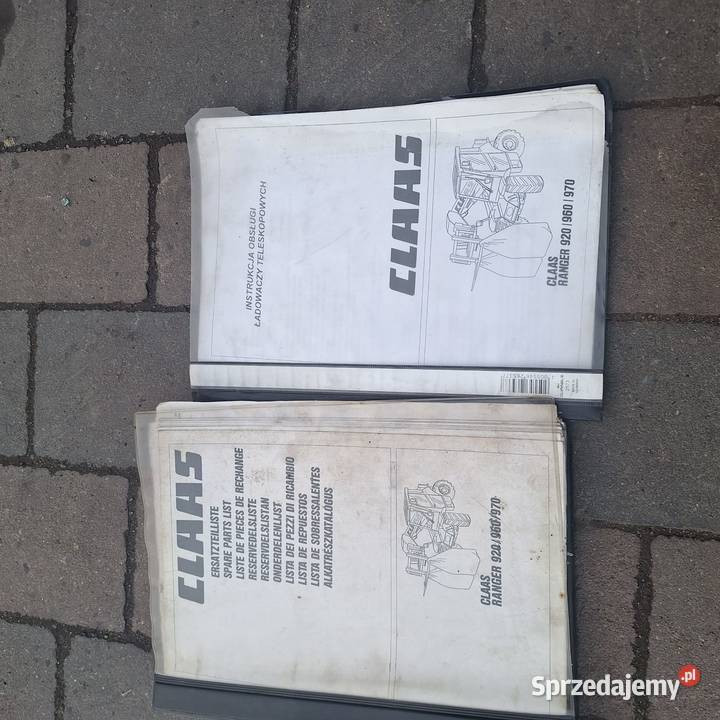 CLAAS
INSTRUKCJA OBSŁUGI
ŁADOWACZY TELESKOPOWYCH
CLAAS
RANGER 920/960/970
CLAAS
ERSATZTEILLISTE
SPARE PARTS LIST
LISTE DE PIECES DE RECHANGE
RESERVEDELSLISTE
RESERVDELSLISTAN
ONDERDELENLIJST
LISTA DEI PEZZI DI RICAMBIO
LISTA DE REPUESTOS
LISTA DE SOBRESSALENTES
ALKATRÉSZKATALÓGUS
CLAAS
RANGER 920/960/970
Sprzedajemy.pl